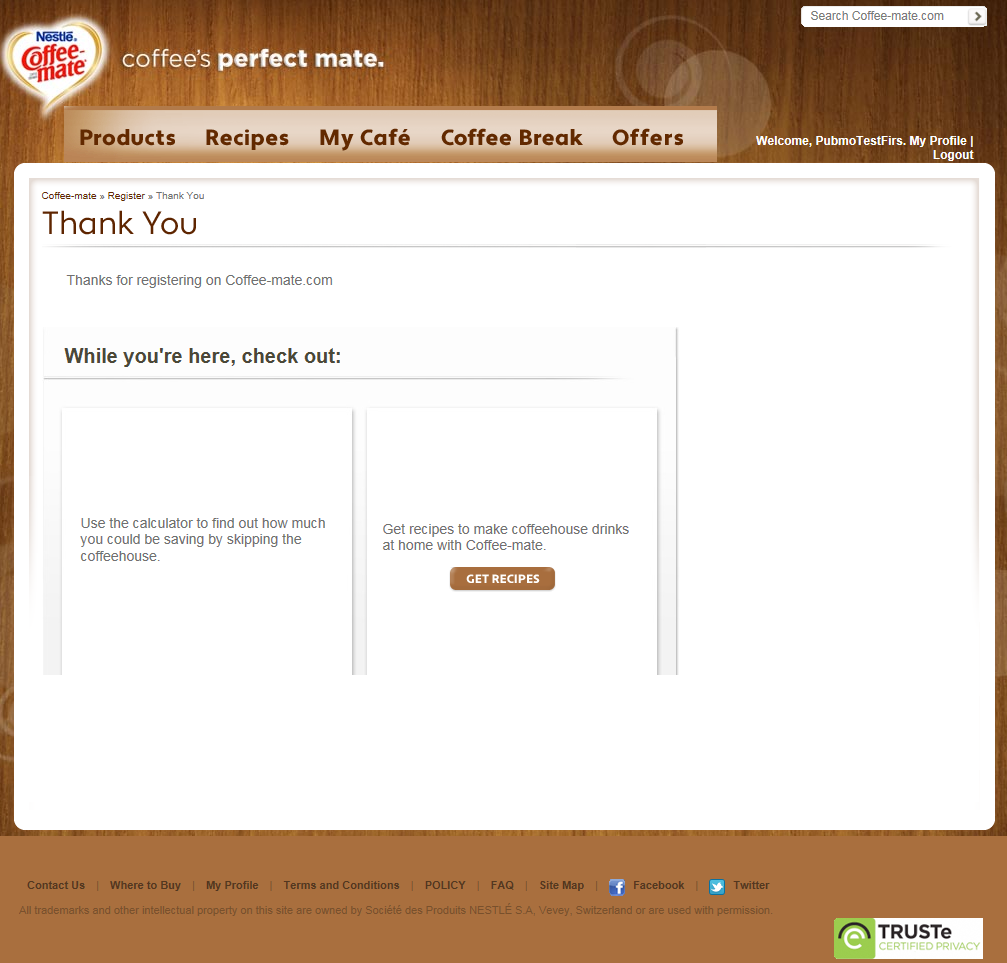 Search Coffee-mate.com
Nestlé®
Coffee-
mate
coffee's perfect mate.
Products Recipes My Café Coffee Break Offers
Welcome, PubmoTestFirs. My Profile |
Logout
Coffee-mate » Register » Thank You
Thank You
Thanks for registering on Coffee-mate.com
While you're here, check out:
Use the calculator to find out how much
you could be saving by skipping the
coffeehouse.
Get recipes to make coffeehouse drinks
at home with Coffee-mate.
GET RECIPES
Contact Us | Where to Buy | My Profile | Terms and Conditions | POLICY | FAQ | Site Map | Facebook | Twitter
All trademarks and other intellectual property on this site are owned by Société des Produits NESTLÉ S.A, Vevey, Switzerland or are used with permission.
TRUSTe
CERTIFIED PRIVACY